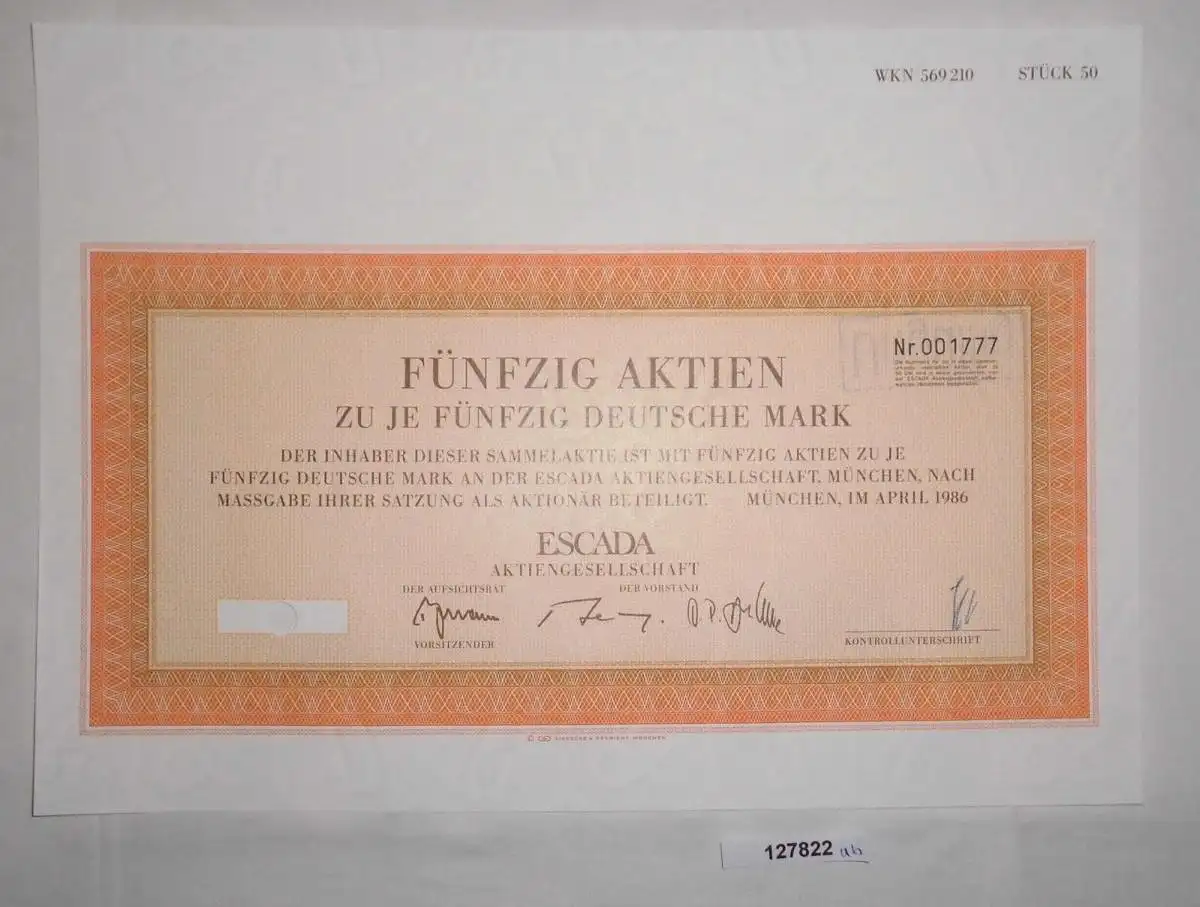 WKN 569 210 STÜCK 50
Nr. 001777
FÜNFZIG AKTIEN
ZU JE FÜNFZIG DEUTSCHE MARK
DER INHABER DIESER SAMMELAKTIE IST MIT FÜNFZIG AKTIEN ZU JE
FÜNFZIG DEUTSCHE MARK AN DER ESCADA AKTIENGESELLSCHAFT, MÜNCHEN, NACH
MASSGABE IHRER SATZUNG ALS AKTIONÄR BETEILIGT. MÜNCHEN, IM APRIL 1986
ESCADA
AKTIENGESELLSCHAFT
DER AUFSICHTSRAT DER VORSTAND
VORSITZENDER
KONTROLLUNTERSCHRIFT
127822 ab